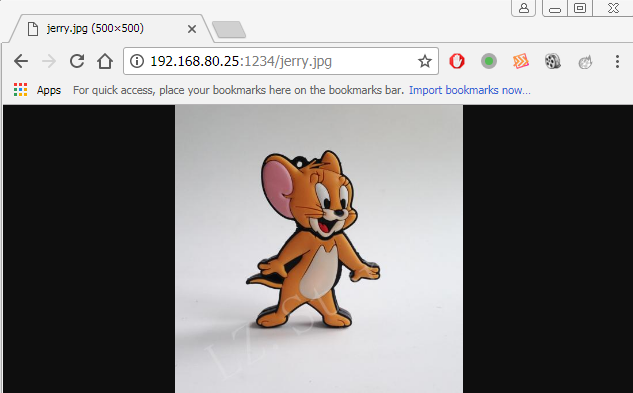 jerry.jpg (500×500)
192.168.80.25:1234/jerry.jpg
Apps For quick access, place your bookmarks here on the bookmarks bar. Import bookmarks now...